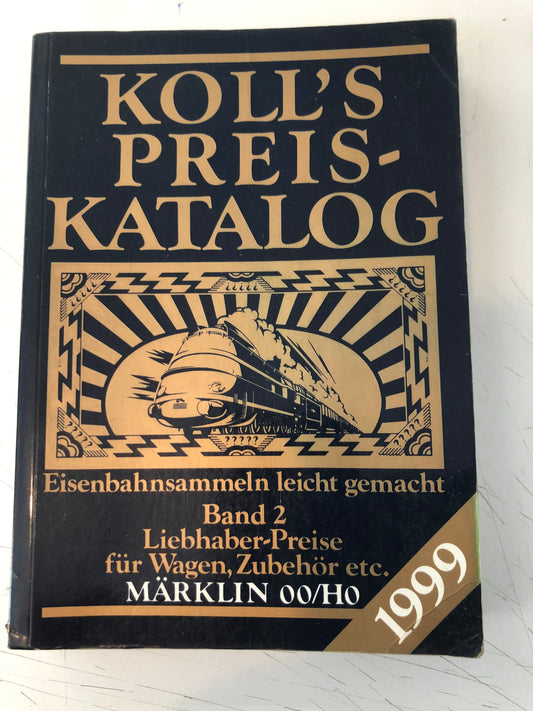 KOLL'S
PREIS-
KATALOG
Eisenbahnsammeln leicht gemacht
Band 2
Liebhaber-Preise
für Wagen, Zubehör etc.
MÄRKLIN 00/H0
1999